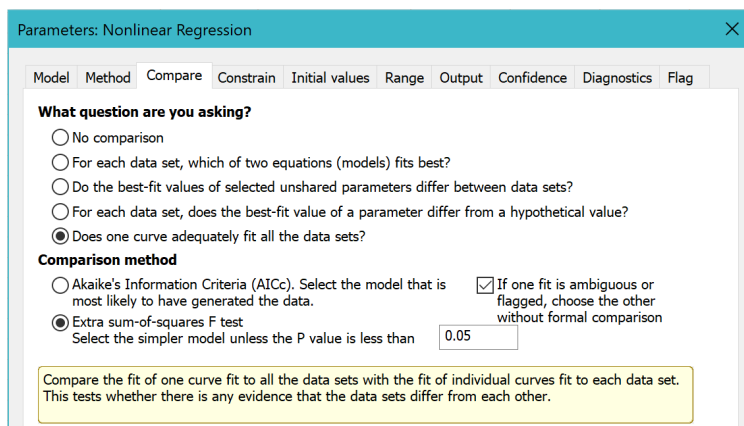 Parameters: Nonlinear Regression
Model Method Compare Constrain Initial values Range Output Confidence Diagnostics Flag
What question are you asking?
No comparison
For each data set, which of two equations (models) fits best?
Do the best-fit values of selected unshared parameters differ between data sets?
For each data set, does the best-fit value of a parameter differ from a hypothetical value?
Does one curve adequately fit all the data sets?
Comparison method
Akaike's Information Criteria (AICc). Select the model that is
most likely to have generated the data.
If one fit is ambiguous or
flagged, choose the other
without formal comparison
Extra sum-of-squares F test
Select the simpler model unless the P value is less than 0.05
Compare the fit of one curve fit to all the data sets with the fit of individual curves fit to each data set.
This tests whether there is any evidence that the data sets differ from each other.